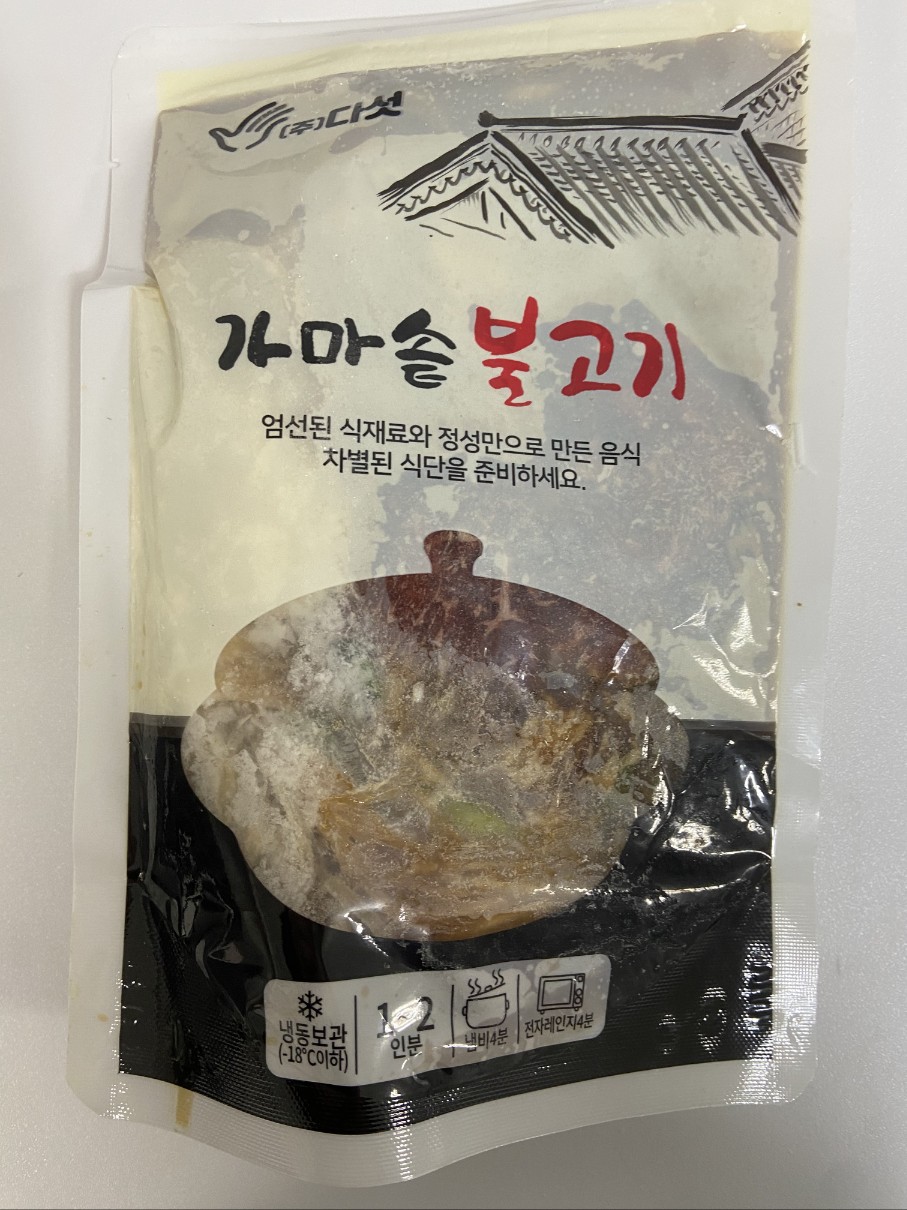 (주)다섯
가마솥불고기
엄선된 식재료와 정성만으로 만든 음식
차별된 식단을 준비하세요.
냉동보관
(-18℃이하)
1~2
인분
냄비4분
전자레인지4분